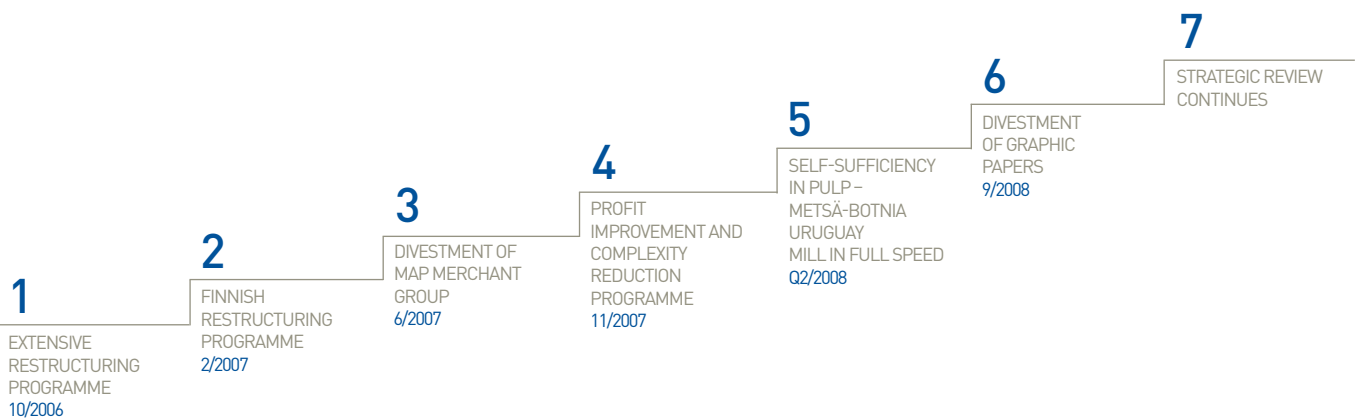 1
EXTENSIVE
RESTRUCTURING
PROGRAMME
10/2006
2
FINNISH
RESTRUCTURING
PROGRAMME
2/2007
3
DIVESTMENT OF
MAP MERCHANT
GROUP
6/2007
4
PROFIT
IMPROVEMENT AND
COMPLEXITY
REDUCTION
PROGRAMME
11/2007
5
SELF-SUFFICIENCY
IN PULP –
METSÄ-BOTNIA
URUGUAY
MILL IN FULL SPEED
Q2/2008
6
DIVESTMENT
OF GRAPHIC
PAPERS
9/2008
7
STRATEGIC REVIEW
CONTINUES